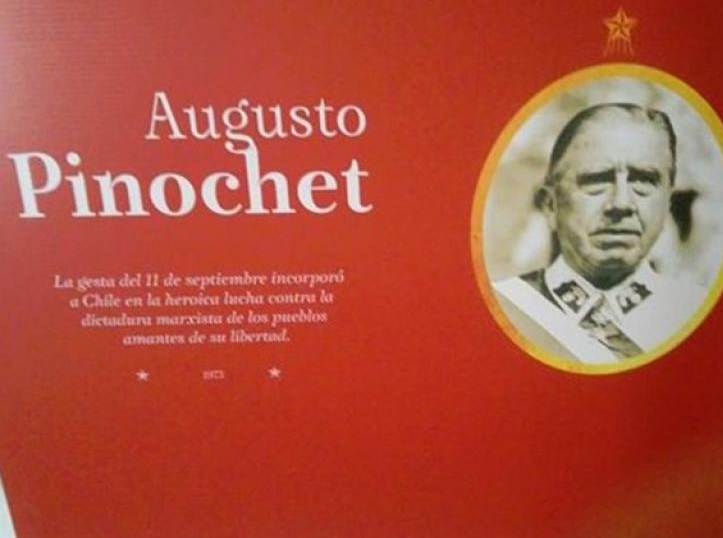 Augusto
Pinochet
La gesta del 11 de septiembre incorporó
a Chile en la heroica lucha contra la
dictadura marxista de los pueblos
amantes de su libertad.
1973